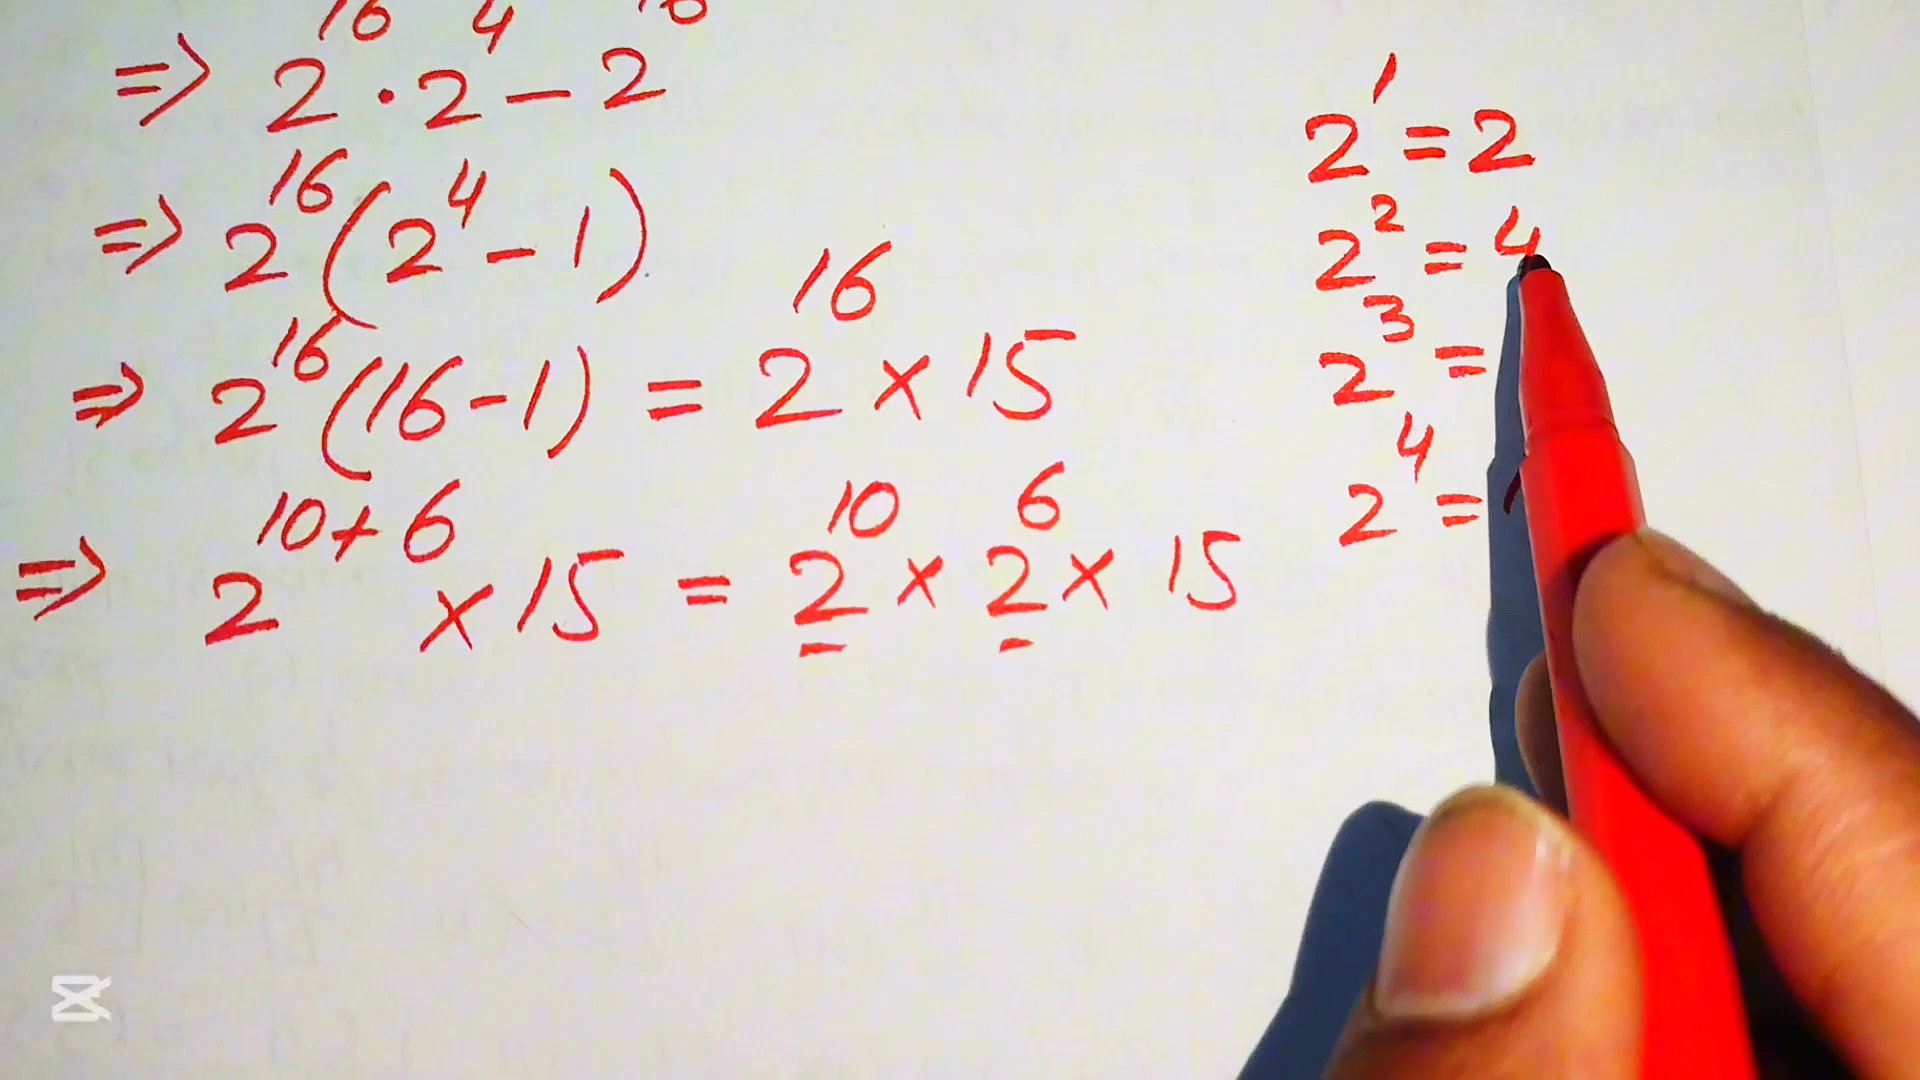 => 2^16 · 2^4 - 2^16
=> 2^16 (2^4 - 1)
=> 2^16 (16 - 1) = 2^16 × 15
=> 2^10+6 × 15 = 2^10 × 2^6 × 15
2^1 = 2
2^2 = 4
2^3 =
2^4 =